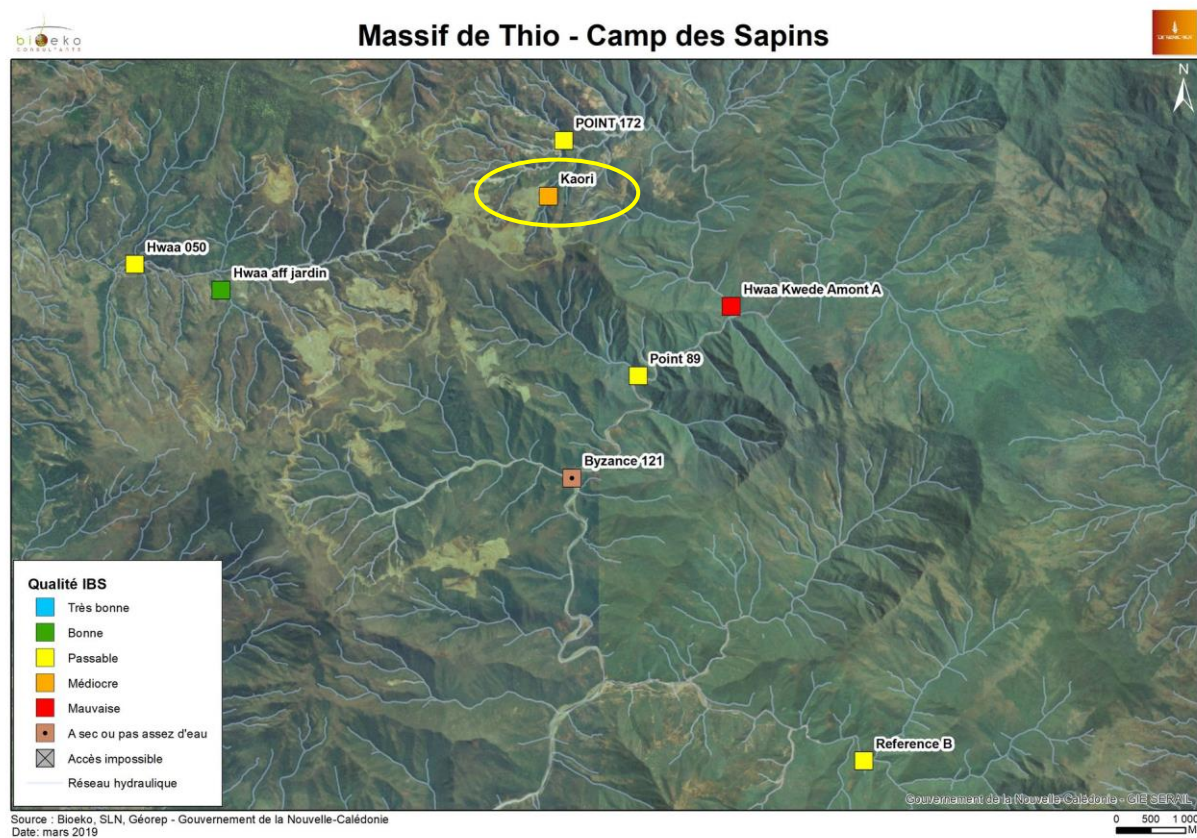 bioeko
CONSULTANTS
Massif de Thio - Camp des Sapins
N
POINT 172
Kaori
Hwaa 050
Hwaa aff jardin
Hwaa Kwede Amont A
Point 89
Byzance 121
Reference B
Qualité IBS
Très bonne
Bonne
Passable
Médiocre
Mauvaise
A sec ou pas assez d'eau
Accès impossible
Réseau hydraulique
Gouvernement de la Nouvelle-Calédonie - GIE SERAIL
Source : Bioeko, SLN, Géorep - Gouvernement de la Nouvelle-Calédonie
Date: mars 2019
0 500 1 000
M